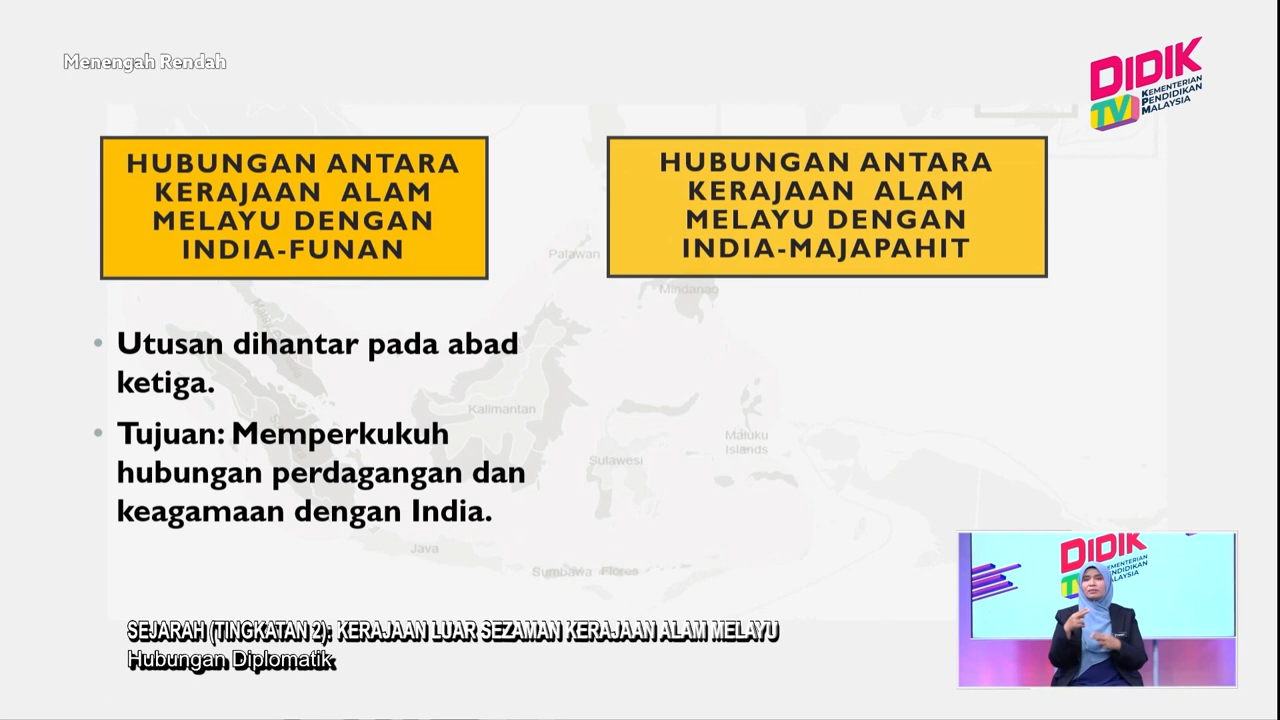 Menengah Rendah
DIDIK
TV
KEMENTERIAN
PENDIDIKAN
MALAYSIA
HUBUNGAN ANTARA
KERAJAAN ALAM
MELAYU DENGAN
INDIA-FUNAN
HUBUNGAN ANTARA
KERAJAAN ALAM
MELAYU DENGAN
INDIA-MAJAPAHIT
Palawan
Mindanao
• Utusan dihantar pada abad
ketiga.
• Tujuan: Memperkukuh
hubungan perdagangan dan
keagamaan dengan India.
Kalimantan
Maluku
Islands
Sulawesi
Java
Sumbawa Flores
DIDIK
KEMENTERIAN
PENDIDIKAN
MALAYSIA
SEJARAH (TINGKATAN 2): KERAJAAN LUAR SEZAMAN KERAJAAN ALAM MELAYU
Hubungan Diplomatik